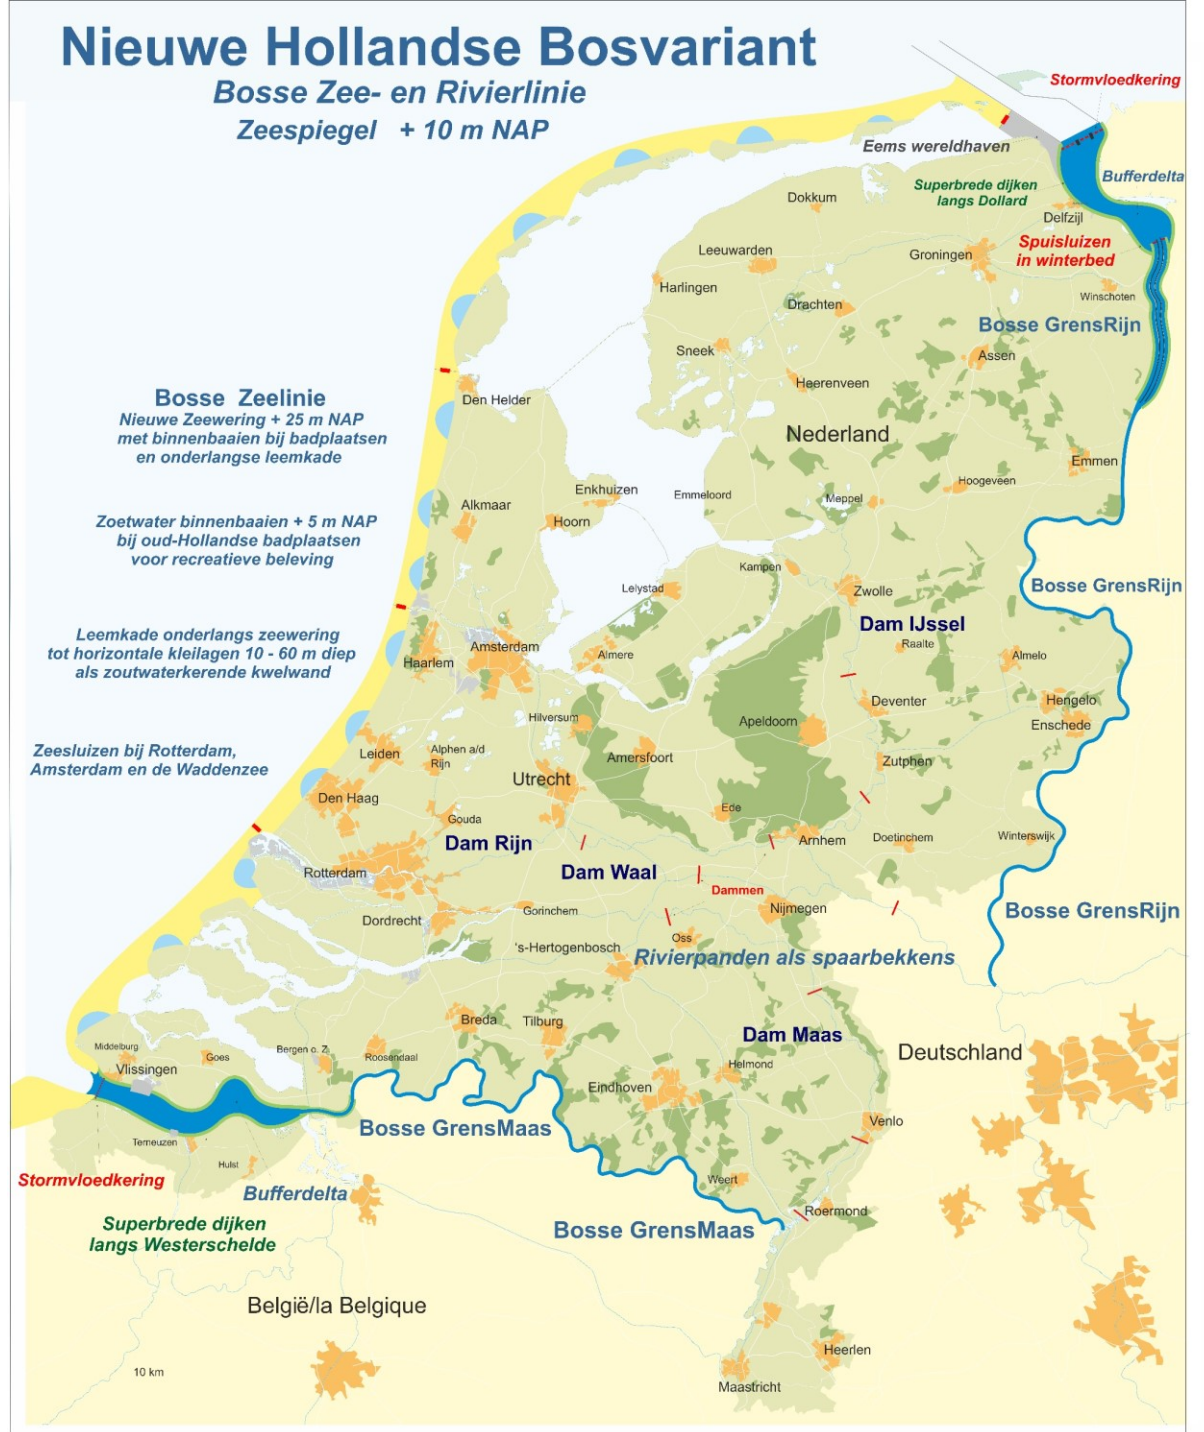 Nieuwe Hollandse Bosvariant
Bosse Zee- en Rivierlinie
Zeespiegel + 10 m NAP
Stormvloedkering
Eems wereldhaven
Bufferdelta
Superbrede dijken
langs Dollard
Dokkum
Delfzijl
Spuisluizen
in winterbed
Leeuwarden
Groningen
Harlingen
Winschoten
Drachten
Bosse GrensRijn
Sneek
Assen
Heerenveen
Den Helder
Bosse Zeelinie
Nieuwe Zeewering + 25 m NAP
met binnenbaaien bij badplaatsen
en onderlangse leemkade
Nederland
Emmen
Hoogeveen
Enkhuizen
Emmeloord
Meppel
Alkmaar
Hoorn
Zoetwater binnenbaaien + 5 m NAP
bij oud-Hollandse badplaatsen
voor recreatieve beleving
Kampen
Lelystad
Zwolle
Bosse GrensRijn
Dam IJssel
Raalte
Leemkade onderlangs zeewering
tot horizontale kleilagen 10 - 60 m diep
als zoutwaterkerende kwelwand
Amsterdam
Haarlem
Almere
Almelo
Deventer
Hengelo
Enschede
Hilversum
Apeldoorn
Zeesluizen bij Rotterdam,
Amsterdam en de Waddenzee
Leiden
Alphen a/d
Rijn
Amersfoort
Zutphen
Utrecht
Den Haag
Ede
Gouda
Dam Rijn
Arnhem
Doetinchem
Winterswijk
Rotterdam
Dam Waal
Dammen
Dordrecht
Gorinchem
Nijmegen
Bosse GrensRijn
Oss
's-Hertogenbosch
Rivierpanden als spaarbekkens
Breda
Tilburg
Dam Maas
Middelburg
Goes
Bergen o. Z.
Roosendaal
Vlissingen
Helmond
Deutschland
Eindhoven
Bosse GrensMaas
Venlo
Terneuzen
Hulst
Stormvloedkering
Bufferdelta
Weert
Roermond
Superbrede dijken
langs Westerschelde
Bosse GrensMaas
België/la Belgique
Heerlen
10 km
Maastricht